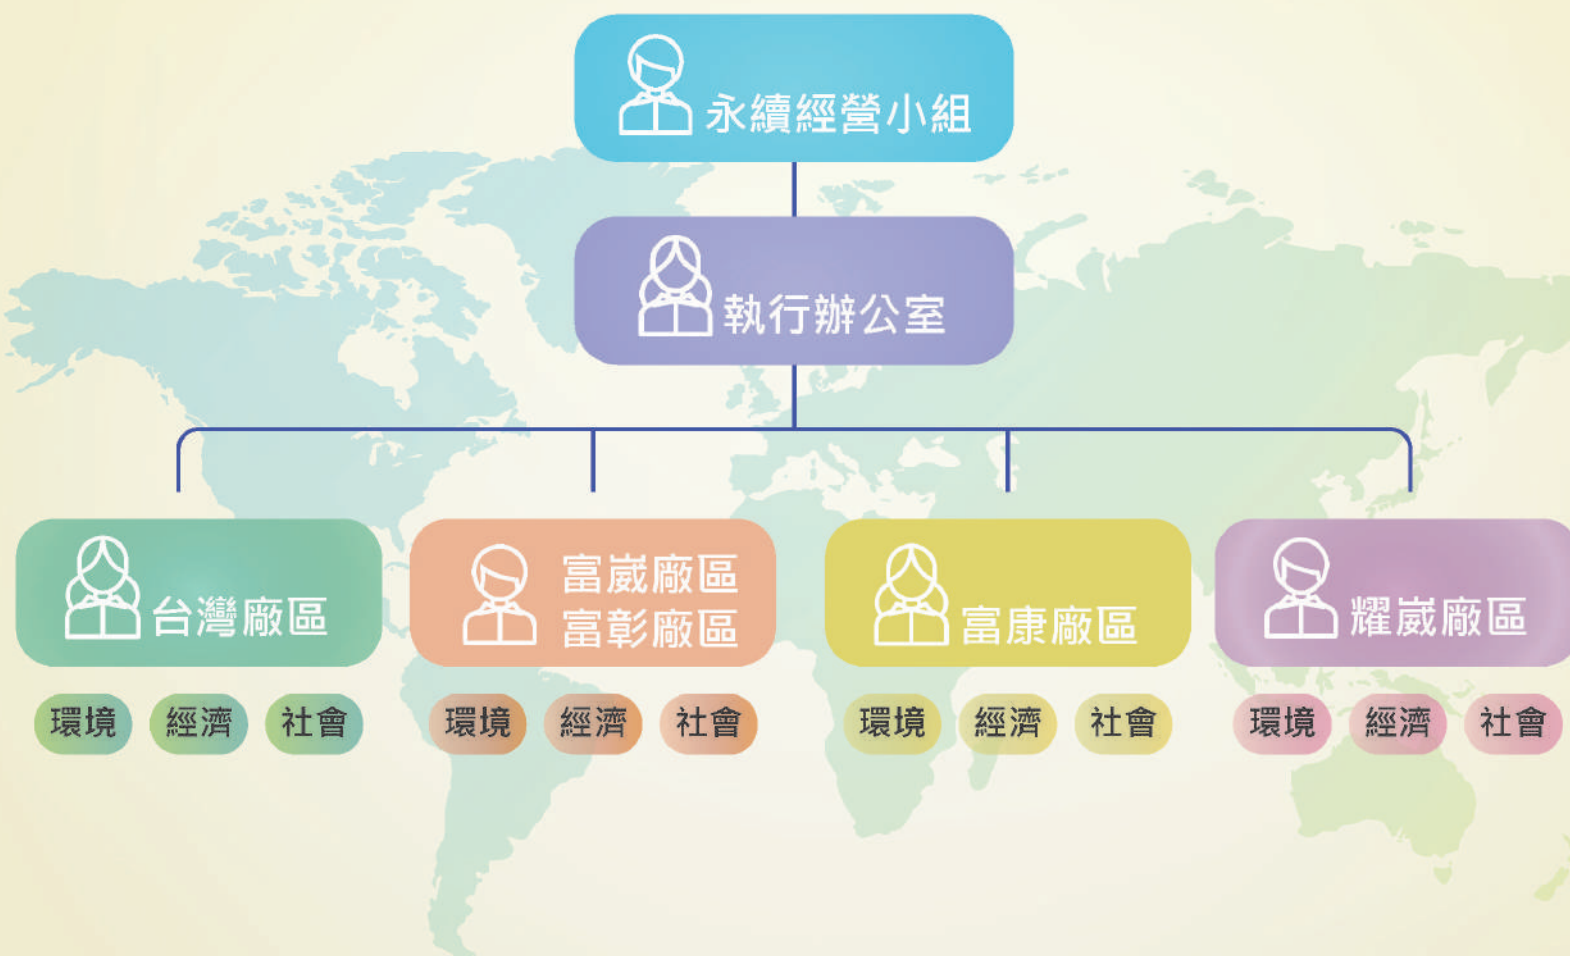 永續經營小組
執行辦公室
台灣廠區
富崴廠區
富彰廠區
富康廠區
耀崴廠區
環境 經濟 社會
環境 經濟 社會
環境 經濟 社會
環境 經濟 社會